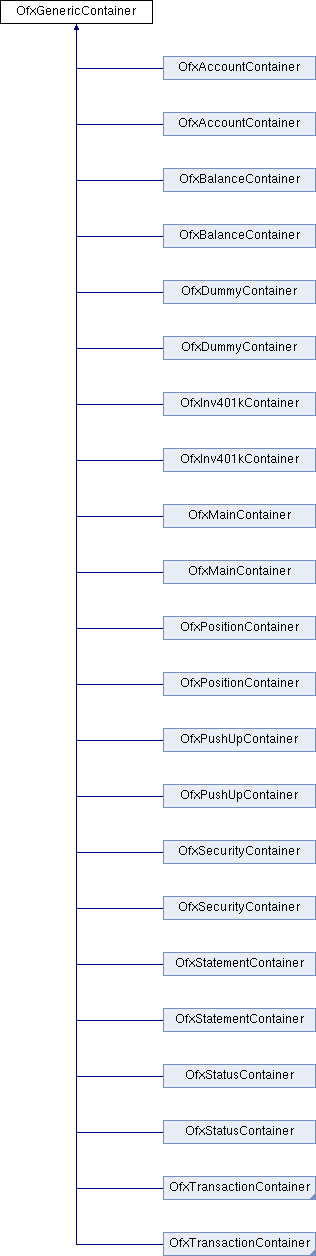 OfxGenericContainer
OfxAccountContainer
OfxAccountContainer
OfxBalanceContainer
OfxBalanceContainer
OfxDummyContainer
OfxDummyContainer
OfxInv401kContainer
OfxInv401kContainer
OfxMainContainer
OfxMainContainer
OfxPositionContainer
OfxPositionContainer
OfxPushUpContainer
OfxPushUpContainer
OfxSecurityContainer
OfxSecurityContainer
OfxStatementContainer
OfxStatementContainer
OfxStatusContainer
OfxStatusContainer
OfxTransactionContainer
OfxTransactionContainer